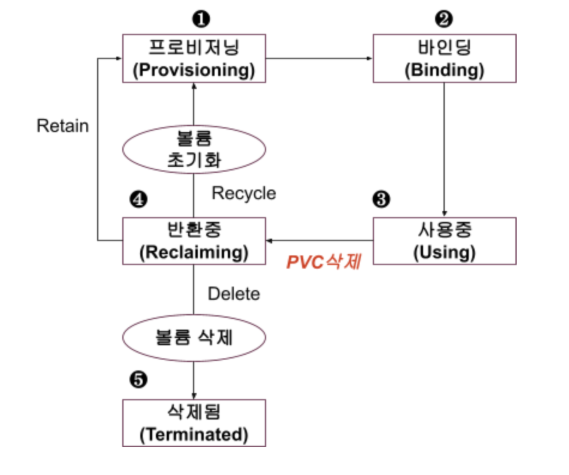 ❶
프로비저닝
(Provisioning)
❷
바인딩
(Binding)
Retain
볼륨
초기화
Recycle
❹
반환중
(Reclaiming)
❸
사용중
(Using)
PVC삭제
Delete
볼륨 삭제
❺
삭제됨
(Terminated)